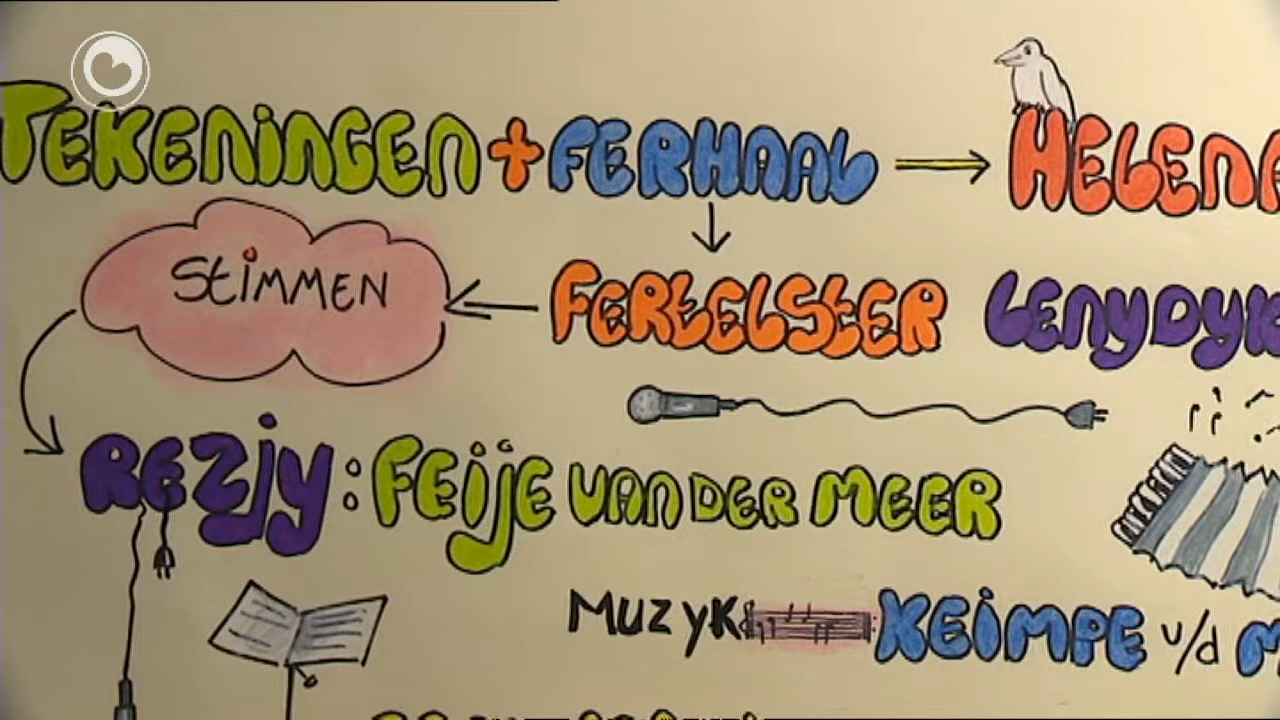 TEKENINGEN + FERHAAL → HELENA
STIMMEN ← FERTELSTER LENY DYK
REZJY: FEIJE VAN DER MEER
MUZYK KEIMPE v/d M